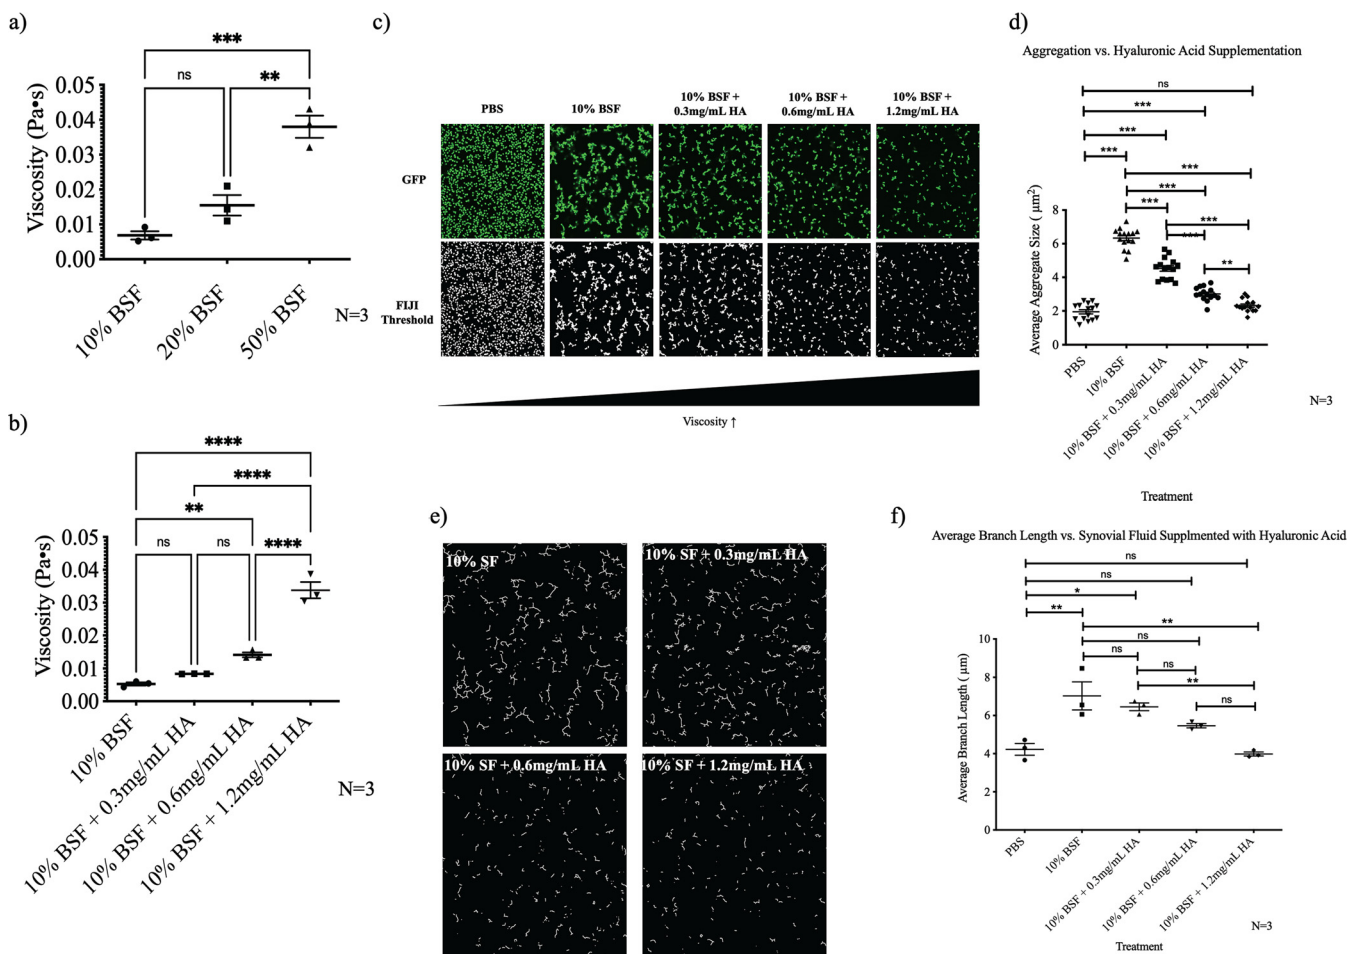 a)
***
ns
**
Viscosity (Pa•s)
0.05
0.04
0.03
0.02
0.01
0.00
10% BSF
20% BSF
50% BSF
N=3
b)
****
****
**
ns
ns
****
Viscosity (Pa•s)
0.05
0.04
0.03
0.02
0.01
0.00
10% BSF
10% BSF + 0.3mg/mL HA
10% BSF + 0.6mg/mL HA
10% BSF + 1.2mg/mL HA
N=3
c)
PBS
10% BSF
10% BSF +
0.3mg/mL HA
10% BSF +
0.6mg/mL HA
10% BSF +
1.2mg/mL HA
GFP
FIJI
Threshold
Viscosity ↑
d)
Aggregation vs. Hyaluronic Acid Supplementation
ns
***
***
***
***
***
***
***
***
**
Average Aggregate Size ( µm²)
8
6
4
2
0
PBS
10% BSF
10% BSF + 0.3mg/mL HA
10% BSF + 0.6mg/mL HA
10% BSF + 1.2mg/mL HA
N=3
Treatment
e)
10% SF
10% SF + 0.3mg/mL HA
10% SF + 0.6mg/mL HA
10% SF + 1.2mg/mL HA
f)
Average Branch Length vs. Synovial Fluid Supplmented with Hyaluronic Acid
ns
ns
*
**
**
ns
ns
ns
**
ns
Average Branch Length ( µm)
10
8
6
4
2
0
PBS
10% BSF
10% BSF + 0.3mg/mL HA
10% BSF + 0.6mg/mL HA
10% BSF + 1.2mg/mL HA
N=3
Treatment